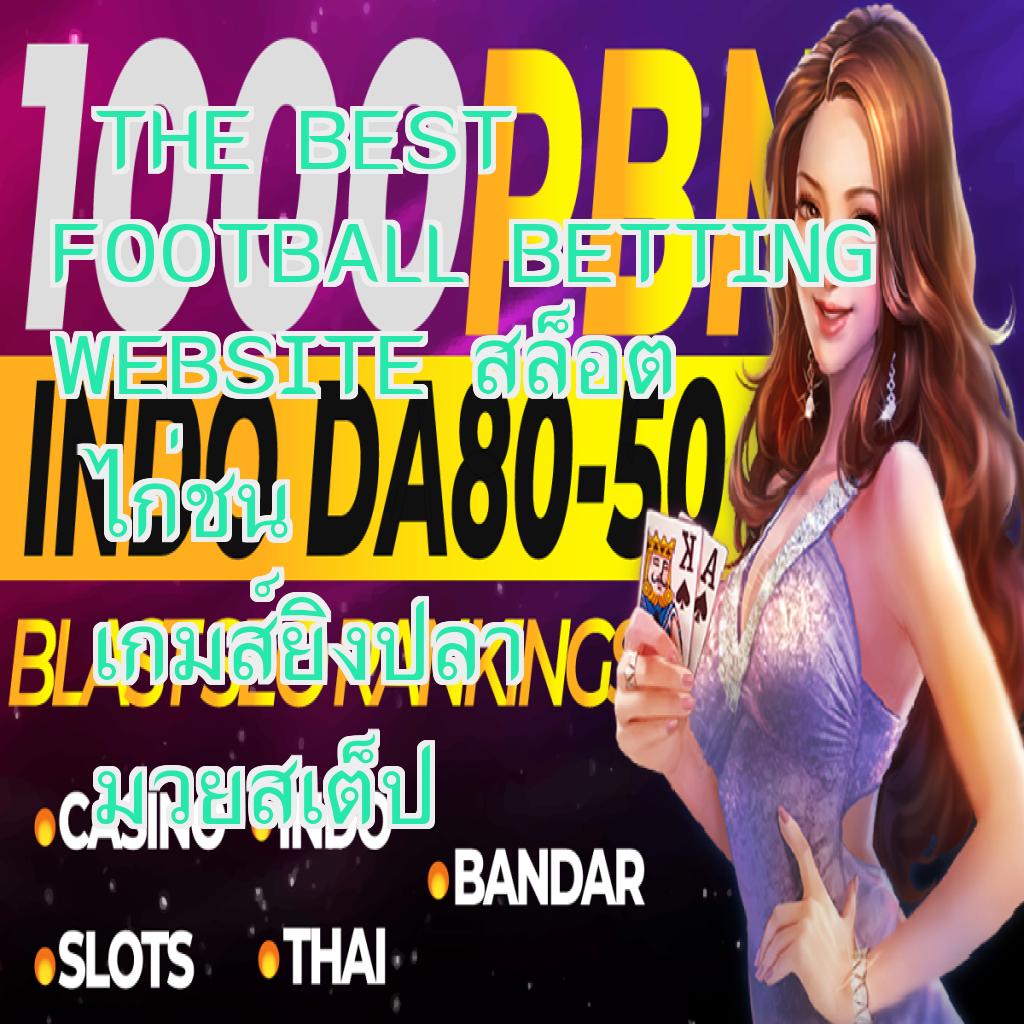 1000 PBN
THE BEST
FOOTBALL BETTING
WEBSITE สล็อต
INDO DA80-50
ไก่ชน
BLAST SEO RANKINGS
เกมส์ยิงปลา
มวยสเต็ป
CASINO
INDO
BANDAR
SLOTS
THAI
K
A